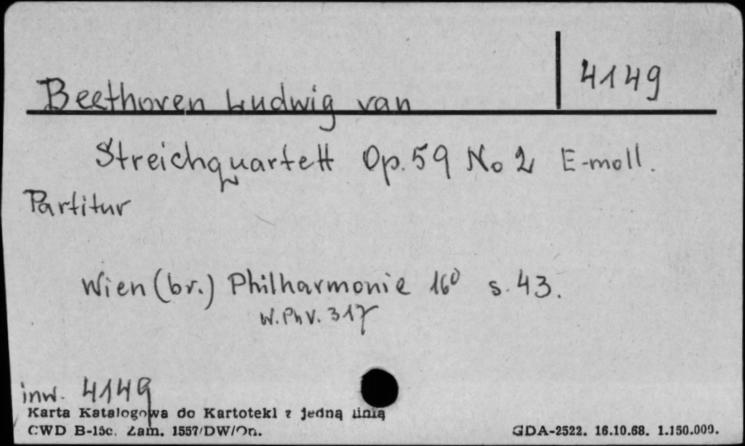 4149
Beethoven Ludwig van
Streichquartett Op. 59 No 2 E-moll.
Partitur
Wien (br.) Philharmonie 16° s. 43.
W. Ph V. 317
inw. 4149
Karta Katalogowa do Kartoteki z jedną linią
CWD B-15c. Zam. 1557/DW/On.
GDA-2522. 16.10.68. 1.150.000.